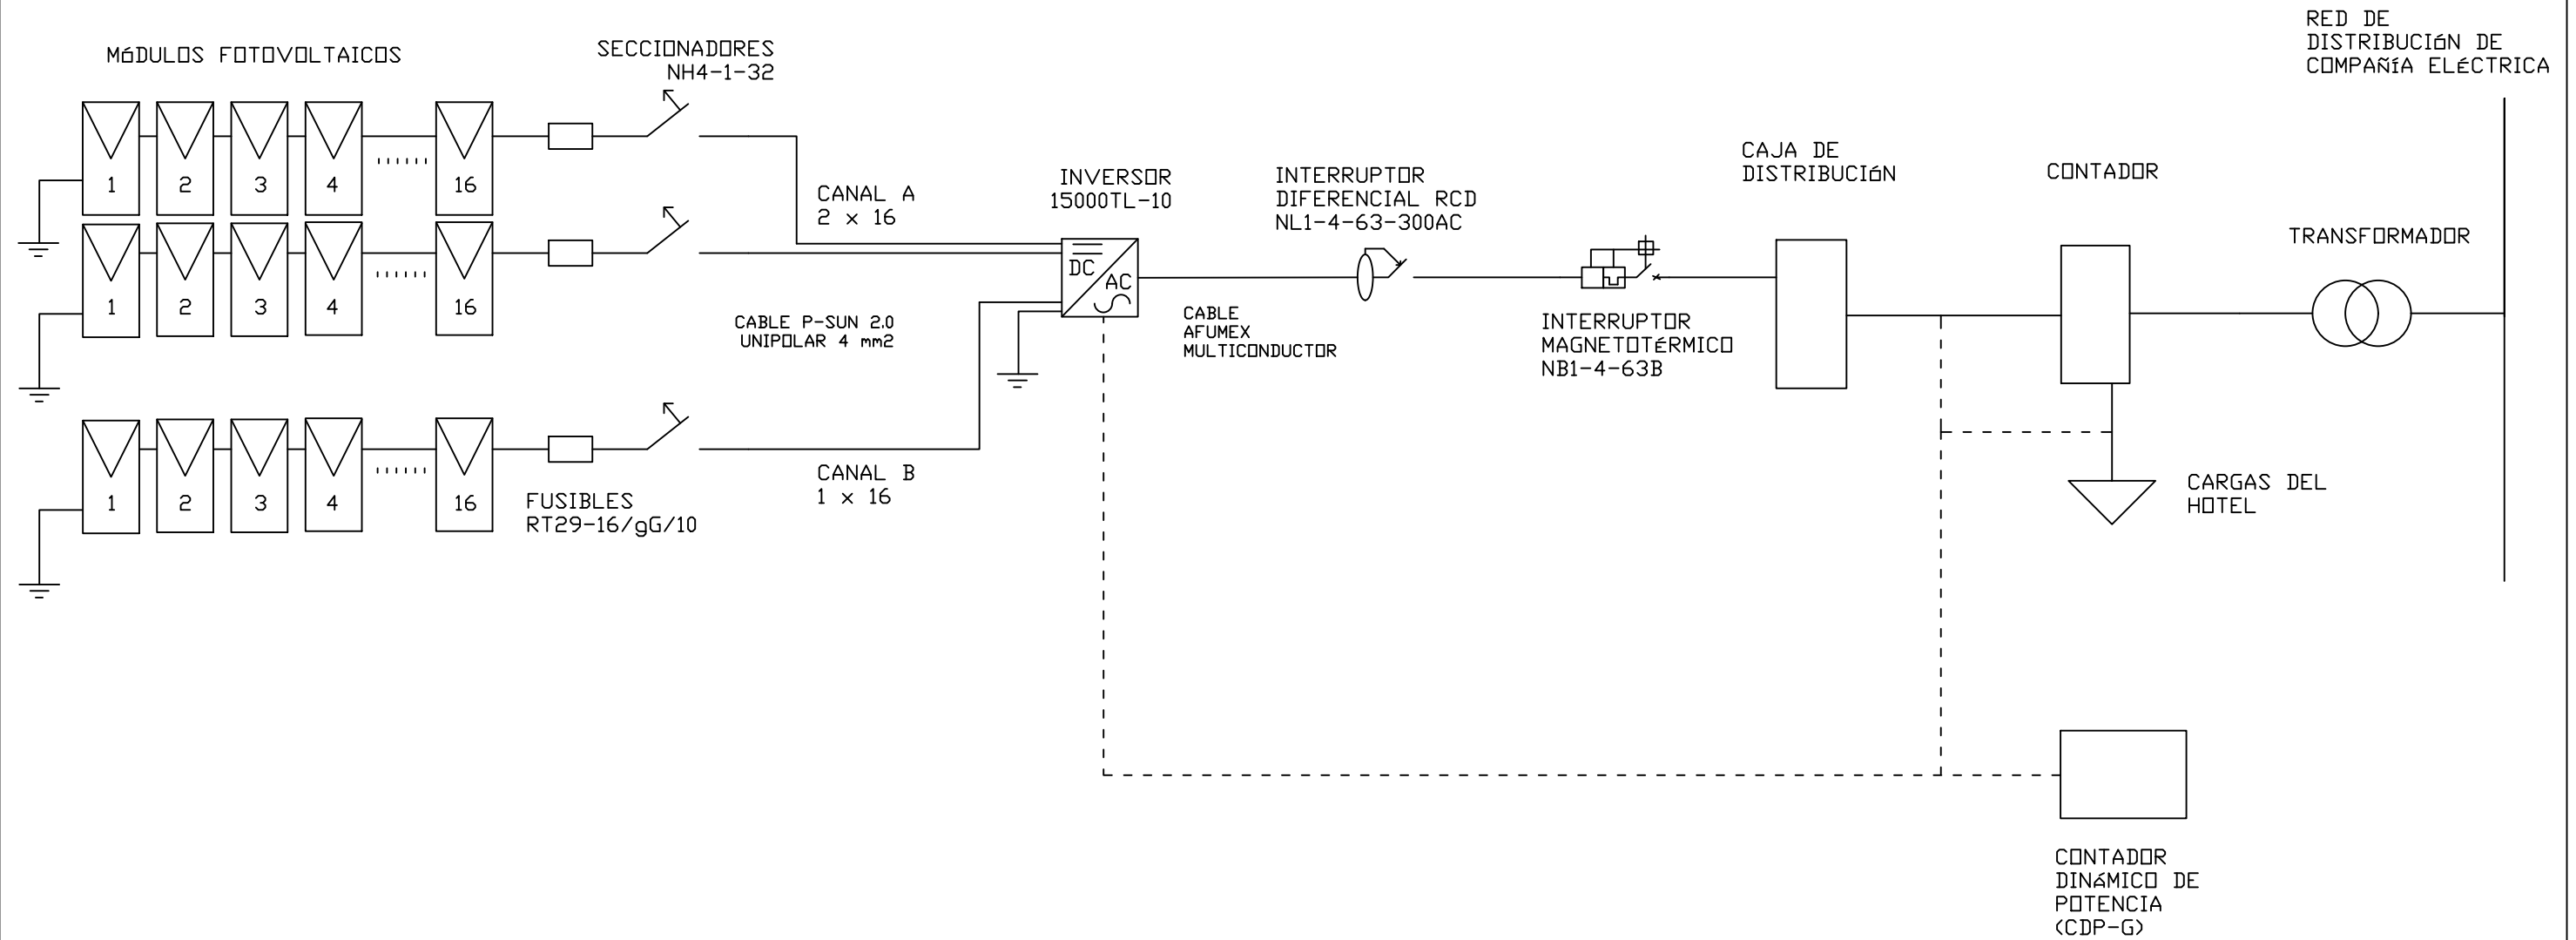 RED DE
DISTRIBUCIóN DE
COMPAÑÍA ELÉCTRICA
MóDULOS FOTOVOLTAICOS
SECCIONADORES
NH4-1-32
1
2
3
4
......
16
1
2
3
4
......
16
1
2
3
4
......
16
CANAL A
2 x 16
CABLE P-SUN 2.0
UNIPOLAR 4 mm2
CANAL B
1 x 16
FUSIBLES
RT29-16/gG/10
INVERSOR
15000TL-10
DC
AC
CABLE
AFUMEX
MULTICONDUCTOR
INTERRUPTOR
DIFERENCIAL RCD
NL1-4-63-300AC
INTERRUPTOR
MAGNETOTÉRMICO
NB1-4-63B
CAJA DE
DISTRIBUCIóN
CONTADOR
TRANSFORMADOR
CARGAS DEL
HOTEL
CONTADOR
DINáMICO DE
POTENCIA
(CDP-G)